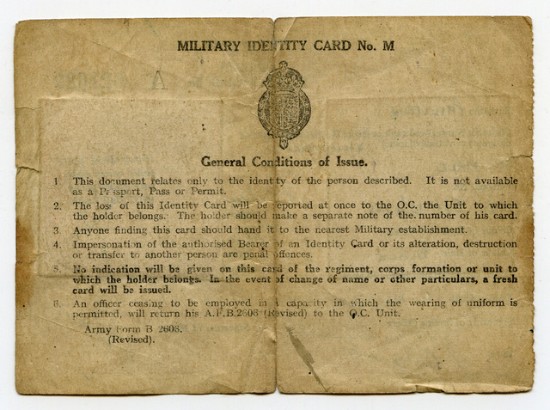 MILITARY IDENTITY CARD No. M
General Conditions of Issue.
1. This document relates only to the identity of the person described. It is not available
as a Passport, Pass or Permit.
2. The loss of this Identity Card will be reported at once to the O.C. the Unit to which
the holder belongs. The holder should make a separate note of the number of his card.
3. Anyone finding this card should hand it to the nearest Military establishment.
4. Impersonation of the authorised Bearer of an Identity Card or its alteration, destruction
or transfer to another person are penal offences.
5. No indication will be given on this card of the regiment, corps formation or unit to
which the holder belongs. In the event of change of name or other particulars, a fresh
card will be issued.
6. An officer ceasing to be employed in a capacity in which the wearing of uniform is
permitted, will return his A.F.B.2606 (Revised) to the O.C. Unit.
Army Form B 2606.
(Revised).